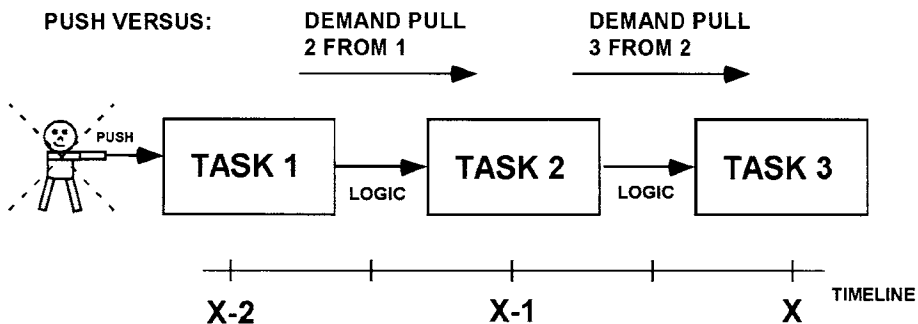 PUSH VERSUS:
DEMAND PULL
2 FROM 1
DEMAND PULL
3 FROM 2
PUSH
TASK 1
LOGIC
TASK 2
LOGIC
TASK 3
X-2
X-1
X
TIMELINE